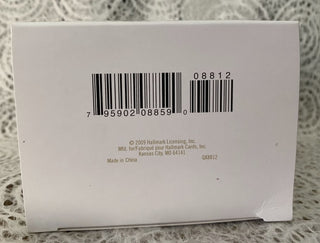 08812
7 95902 08859 0
© 2009 Hallmark Licensing, Inc.
Mfd. for/Fabriqué pour Hallmark Cards, Inc.
Kansas City, MO 64141
Made in China QX8812